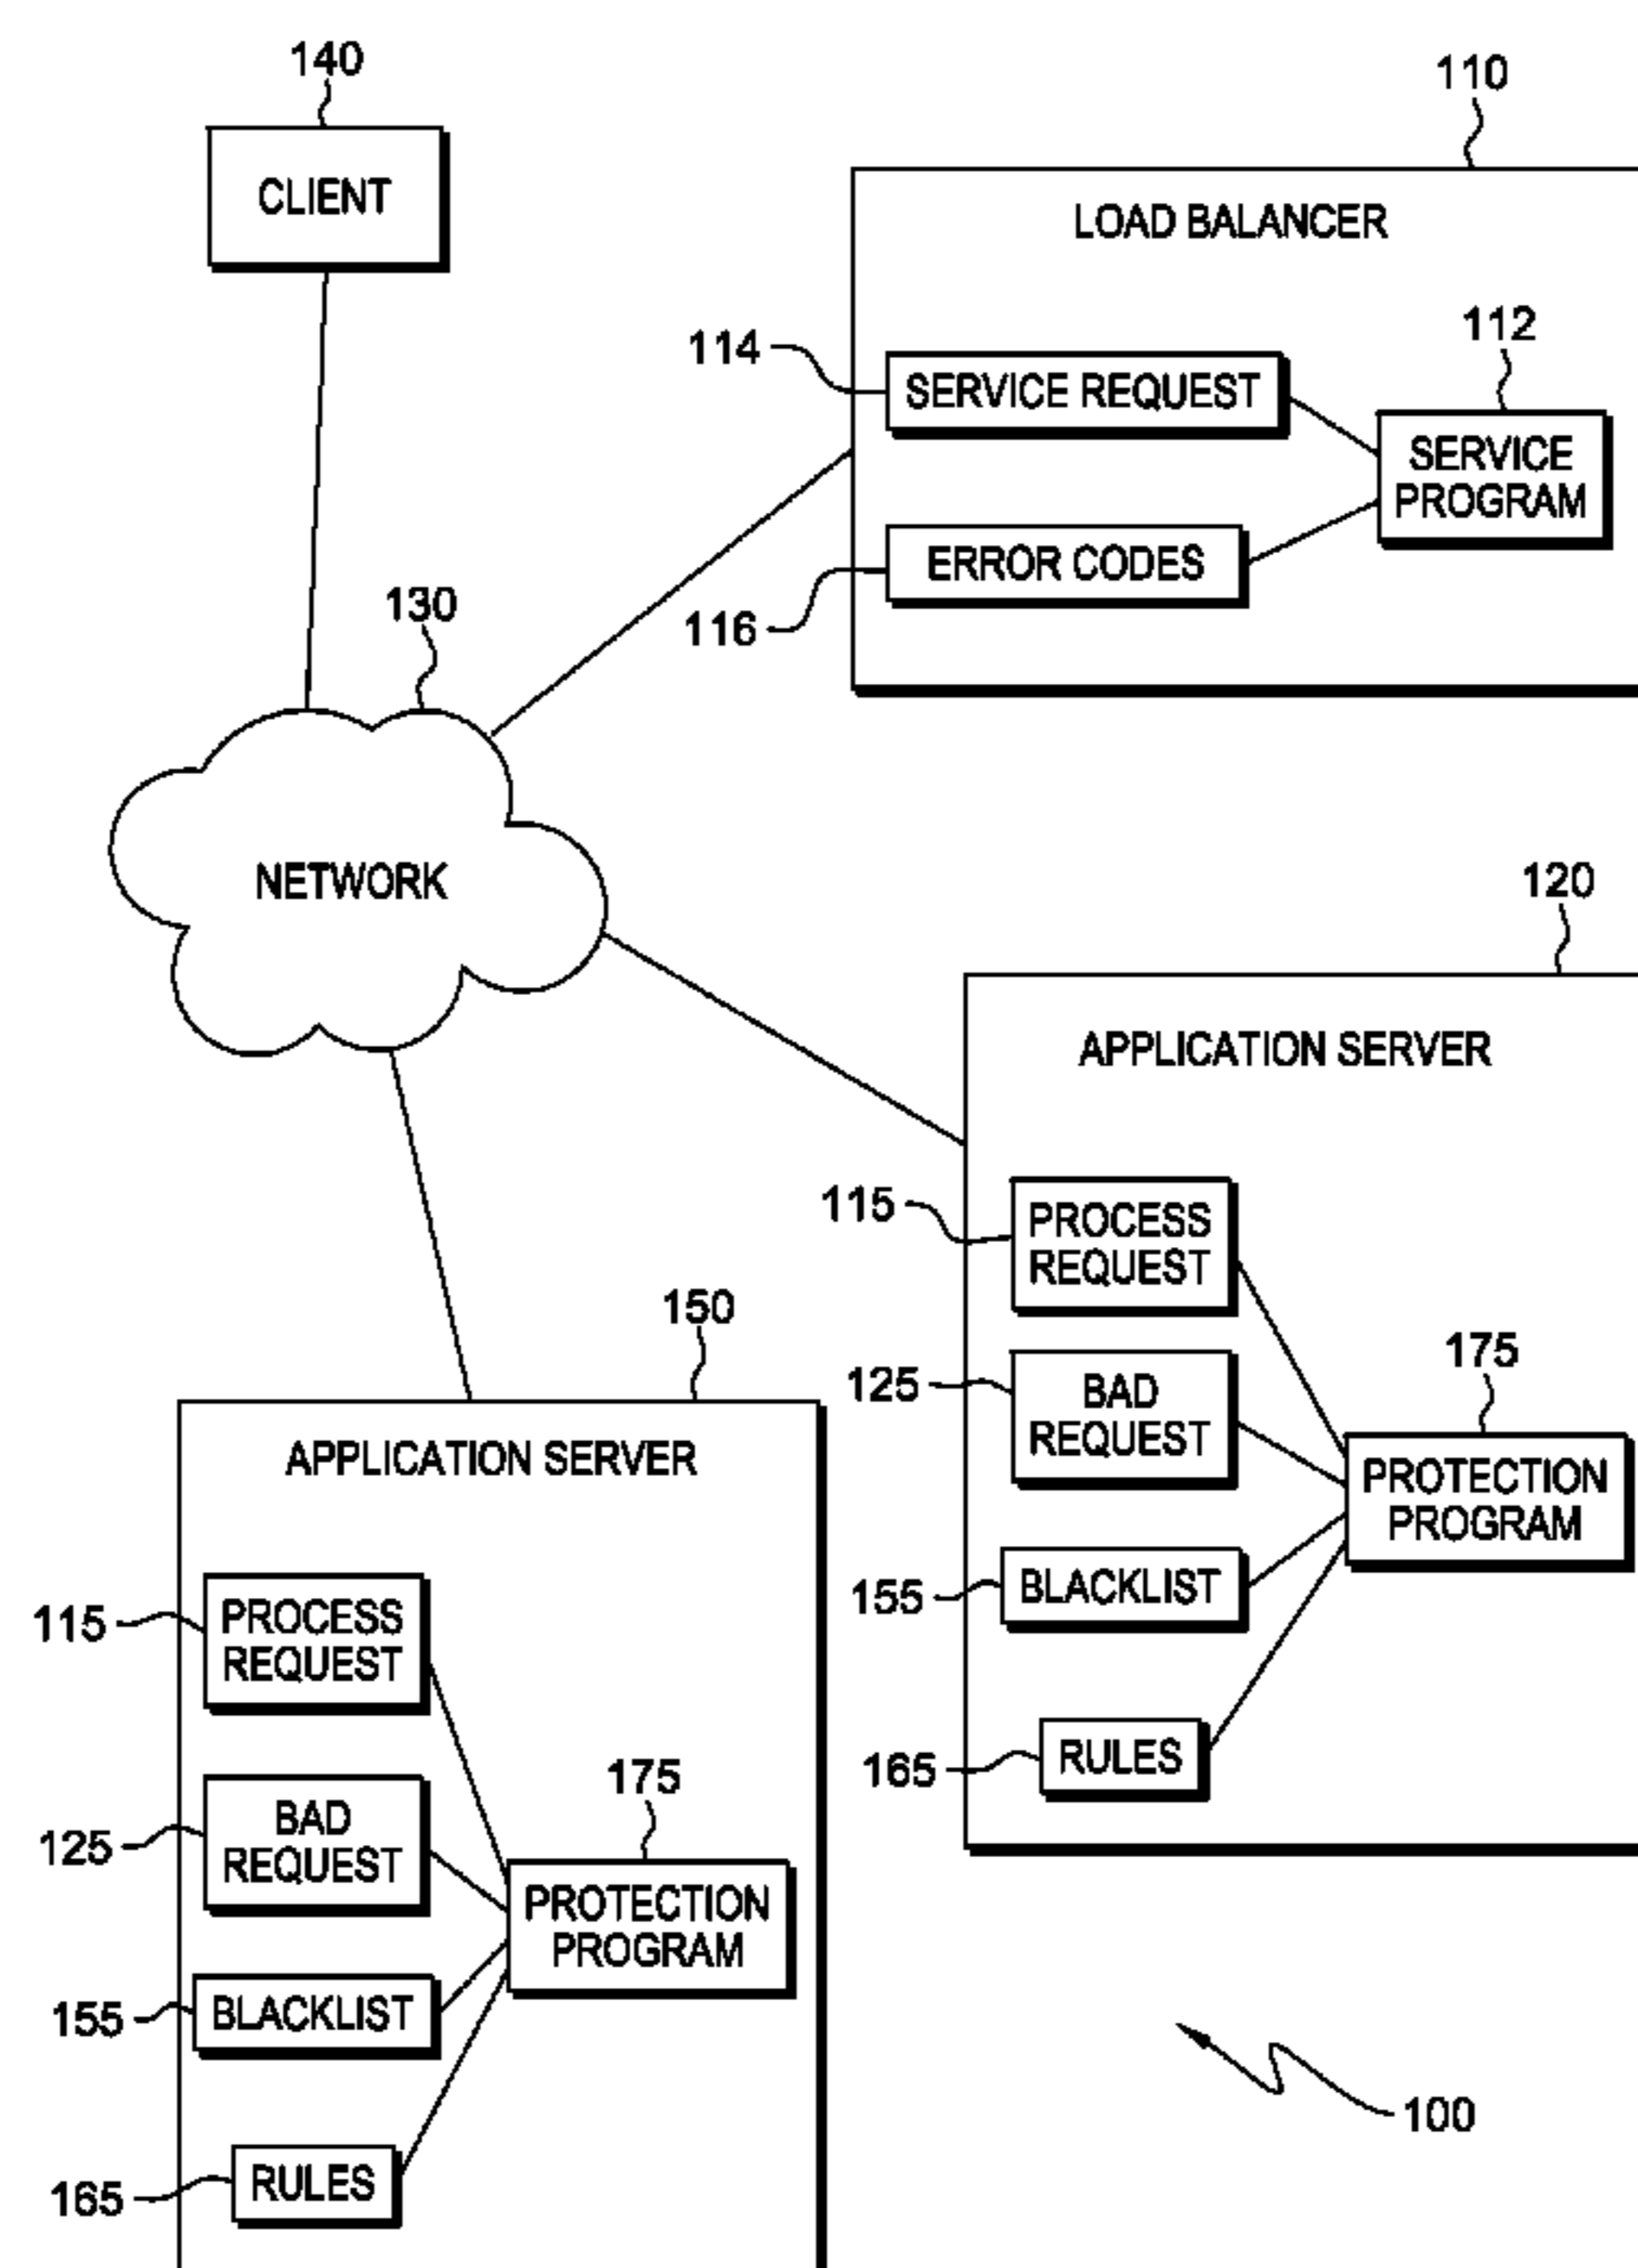 140
CLIENT
110
LOAD BALANCER
114
SERVICE REQUEST
112
SERVICE
PROGRAM
ERROR CODES
116
130
NETWORK
120
APPLICATION SERVER
115
PROCESS
REQUEST
125
BAD
REQUEST
175
PROTECTION
PROGRAM
155
BLACKLIST
165
RULES
150
APPLICATION SERVER
115
PROCESS
REQUEST
125
BAD
REQUEST
175
PROTECTION
PROGRAM
155
BLACKLIST
165
RULES
100